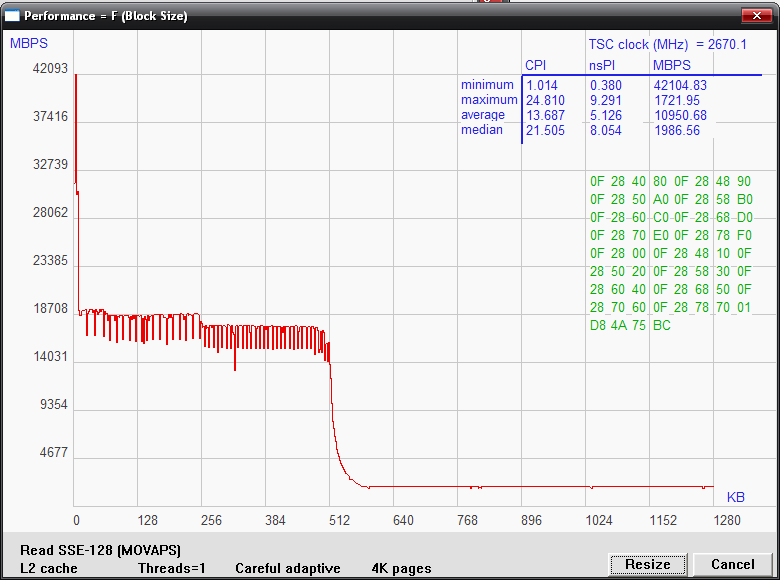 Performance = F (Block Size)
MBPS
TSC clock (MHz) = 2670.1
CPI nsPI MBPS
minimum 1.014 0.380 42104.83
maximum 24.810 9.291 1721.95
average 13.687 5.126 10950.68
median 21.505 8.054 1986.56
42093
37416
32739
28062
23385
18708
14031
9354
4677
0F 28 40 80 0F 28 48 90
0F 28 50 A0 0F 28 58 B0
0F 28 60 C0 0F 28 68 D0
0F 28 70 E0 0F 28 78 F0
0F 28 00 0F 28 48 10 0F
28 50 20 0F 28 58 30 0F
28 60 40 0F 28 68 50 0F
28 70 60 0F 28 78 70 01
D8 4A 75 BC
KB
0 128 256 384 512 640 768 896 1024 1152 1280
Read SSE-128 (MOVAPS)
L2 cache Threads=1 Careful adaptive 4K pages
Resize Cancel